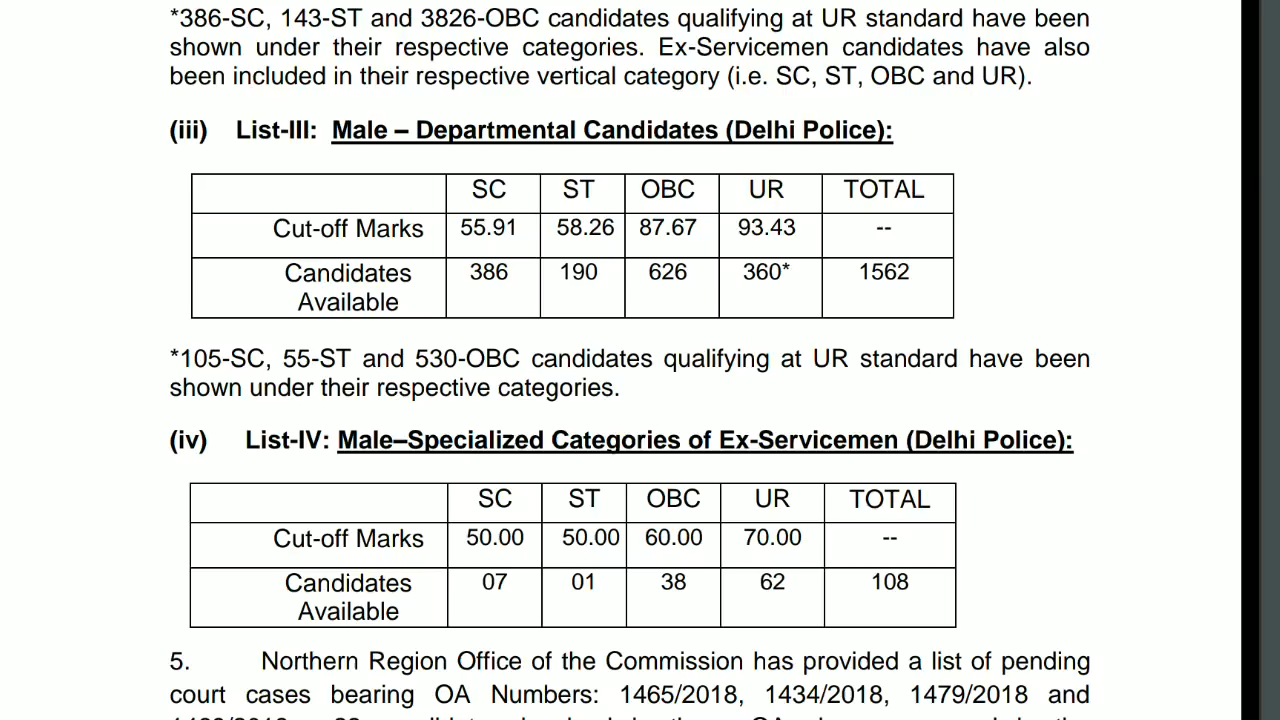 *386-SC, 143-ST and 3826-OBC candidates qualifying at UR standard have been
shown under their respective categories. Ex-Servicemen candidates have also
been included in their respective vertical category (i.e. SC, ST, OBC and UR).
(iii) List-III: Male – Departmental Candidates (Delhi Police):
SC ST OBC UR TOTAL
Cut-off Marks 55.91 58.26 87.67 93.43 --
Candidates 386 190 626 360* 1562
Available
*105-SC, 55-ST and 530-OBC candidates qualifying at UR standard have been
shown under their respective categories.
(iv) List-IV: Male–Specialized Categories of Ex-Servicemen (Delhi Police):
SC ST OBC UR TOTAL
Cut-off Marks 50.00 50.00 60.00 70.00 --
Candidates 07 01 38 62 108
Available
5. Northern Region Office of the Commission has provided a list of pending
court cases bearing OA Numbers: 1465/2018, 1434/2018, 1479/2018 and